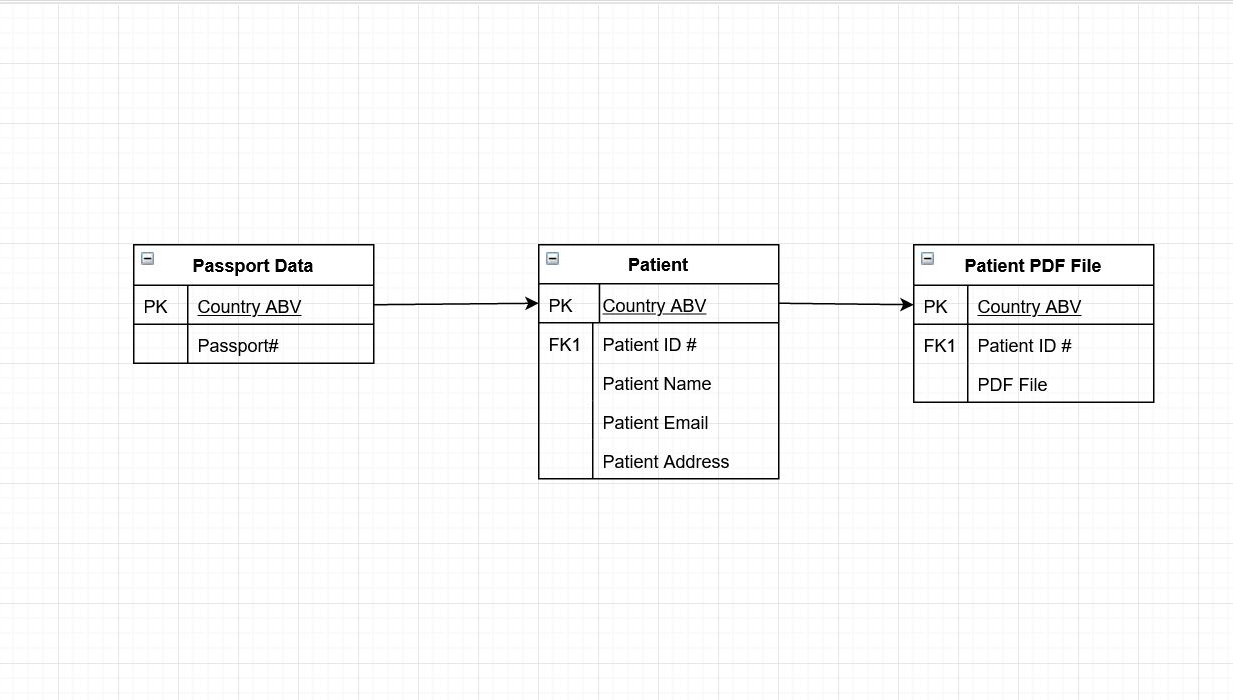 Passport Data
PK Country ABV
Passport#
Patient
PK Country ABV
FK1 Patient ID #
Patient Name
Patient Email
Patient Address
Patient PDF File
PK Country ABV
FK1 Patient ID #
PDF File